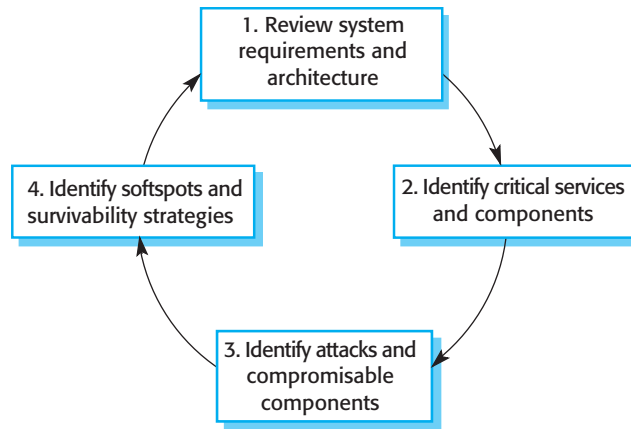 1. Review system
requirements and
architecture
2. Identify critical services
and components
3. Identify attacks and
compromisable
components
4. Identify softspots and
survivability strategies